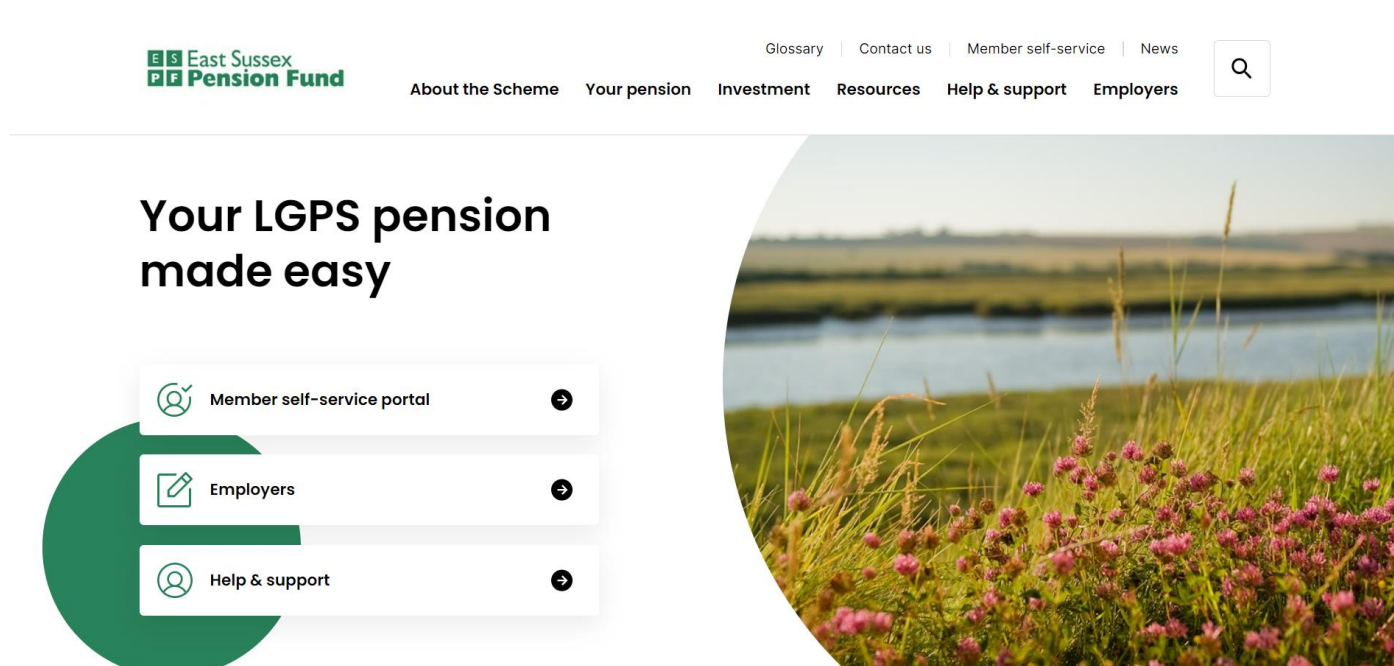 E S East Sussex
P F Pension Fund
Glossary Contact us Member self-service News
About the Scheme Your pension Investment Resources Help & support Employers
Your LGPS pension
made easy
Member self-service portal
Employers
Help & support